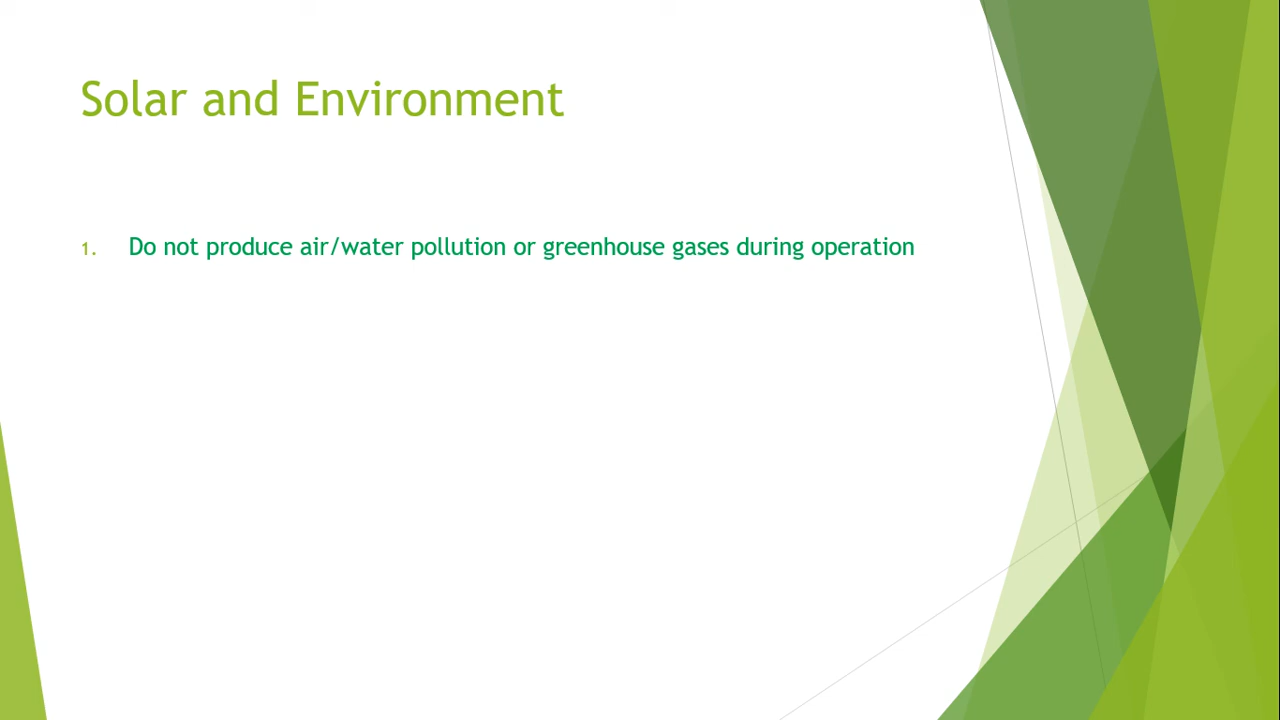 Solar and Environment
1. Do not produce air/water pollution or greenhouse gases during operation